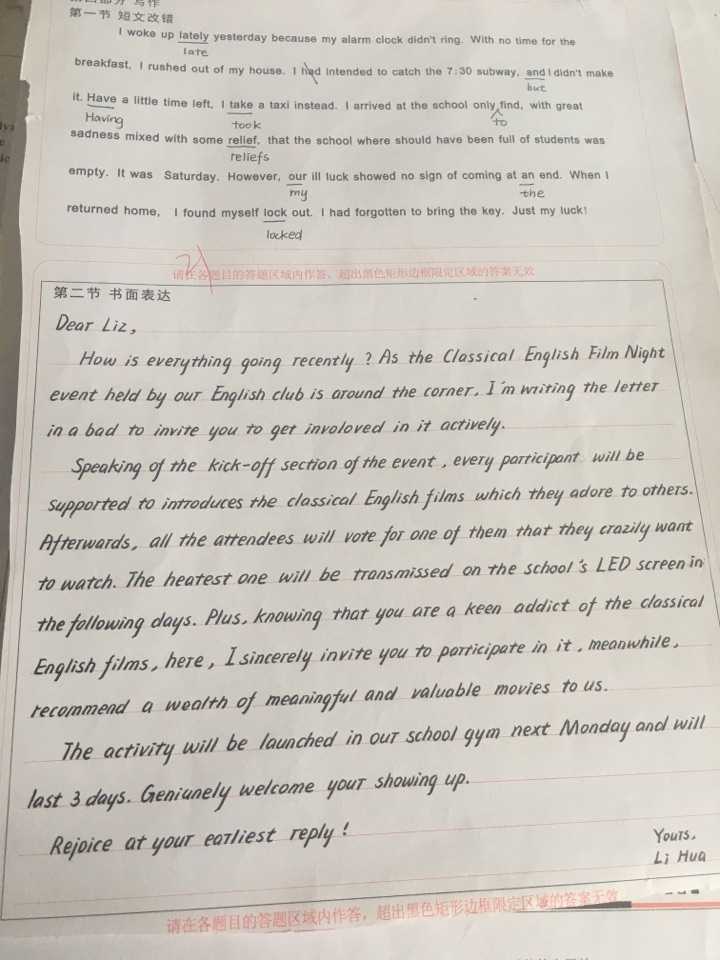 第一节 短文改错
I woke up lately yesterday because my alarm clock didn't ring. With no time for the
late
breakfast, I rushed out of my house. I had intended to catch the 7:30 subway, and I didn't make
but
it. Have a little time left, I take a taxi instead. I arrived at the school only find, with great
Having took to
sadness mixed with some relief, that the school where should have been full of students was
reliefs
empty. It was Saturday. However, our ill luck showed no sign of coming at an end. When I
my the
returned home, I found myself lock out. I had forgotten to bring the key. Just my luck!
locked
请在各题目的答题区域内作答，超出黑色矩形边框限定区域的答案无效
第二节 书面表达
Dear Liz,
How is everything going recently ? As the Classical English Film Night
event held by our English club is around the corner, I'm writing the letter
in a bad to invite you to get involoved in it actively.
Speaking of the kick-off section of the event , every participant will be
supported to introduces the classical English films which they adore to others.
Afterwards, all the attendees will vote for one of them that they crazily want
to watch. The heatest one will be transmissed on the school's LED screen in
the following days. Plus, knowing that you are a keen addict of the classical
English films, here , I sincerely invite you to participate in it , meanwhile,
recommend a wealth of meaningful and valuable movies to us.
The activity will be launched in our school gym next Monday and will
last 3 days. Geniunely welcome your showing up.
Rejoice at your earliest reply !
Yours,
Li Hua
请在各题目的答题区域内作答，超出黑色矩形边框限定区域的答案无效